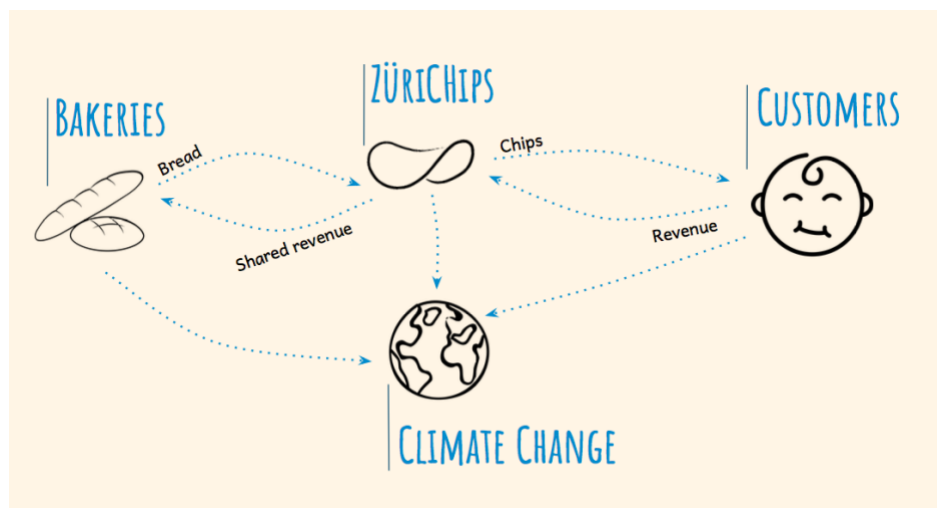 ZüriChips
Bakeries
Customers
Bread
Chips
Shared revenue
Revenue
Climate Change